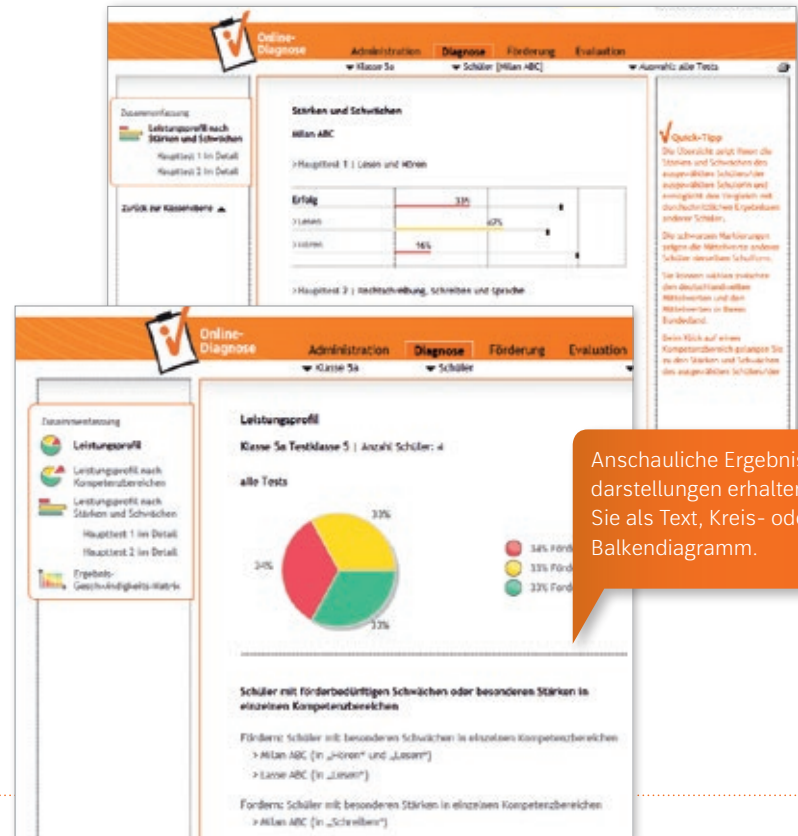 Online-
Diagnose
Administration Diagnose Förderung Evaluation
Klasse 5a Schüler [Milan ABC] Auswahl: alle Tests
Zusammenfassung
Leistungsprofil nach
Stärken und Schwächen
Haupttest 1 im Detail
Haupttest 2 im Detail
Zurück zur Klassenebene
Stärken und Schwächen
Milan ABC
>Haupttest 1 | Lesen und Hören
Erfolg 33%
>Lesen 47%
>Hören 16%
>Haupttest 2 | Rechtschreibung, Schreiben und Sprache
Quick-Tipp
Die Übersicht zeigt Ihnen die
Stärken und Schwächen des
ausgewählten Schülers/der
ausgewählten Schülerin und
ermöglicht den Vergleich mit
durchschnittlichen Ergebnissen
anderer Schüler.
Die schwarzen Markierungen
zeigen die Mittelwerte anderer
Schüler derselben Schulform.
Sie können wählen zwischen
den deutschlandweiten
Mittelwerten und den
Mittelwerten in Ihrem
Bundesland.
Beim Klick auf einen
Kompetenzbereich gelangen Sie
zu den Stärken und Schwächen
des ausgewählten Schülers/der
Online-
Diagnose
Administration Diagnose Förderung Evaluation
Klasse 5a Schüler
Zusammenfassung
Leistungsprofil
Leistungsprofil nach
Kompetenzbereichen
Leistungsprofil nach
Stärken und Schwächen
Haupttest 1 im Detail
Haupttest 2 im Detail
Ergebnis-
Geschwindigkeits-Matrix
Leistungsprofil
Klasse 5a Testklasse 5 | Anzahl Schüler: 4
alle Tests
33%
34%
33%
34% Förd
33% Förd
33% Ford
Anschauliche Ergebnis
darstellungen erhalten
Sie als Text, Kreis- ode
Balkendiagramm.
Schüler mit förderbedürftigen Schwächen oder besonderen Stärken in
einzelnen Kompetenzbereichen
Fördern: Schüler mit besonderen Schwächen in einzelnen Kompetenzbereichen
>Milan ABC (in „Hören“ und „Lesen“)
>Lasse ABC (in „Lesen“)
Fordern: Schüler mit besonderen Stärken in einzelnen Kompetenzbereichen
>Milan ABC (in „Schreiben“)